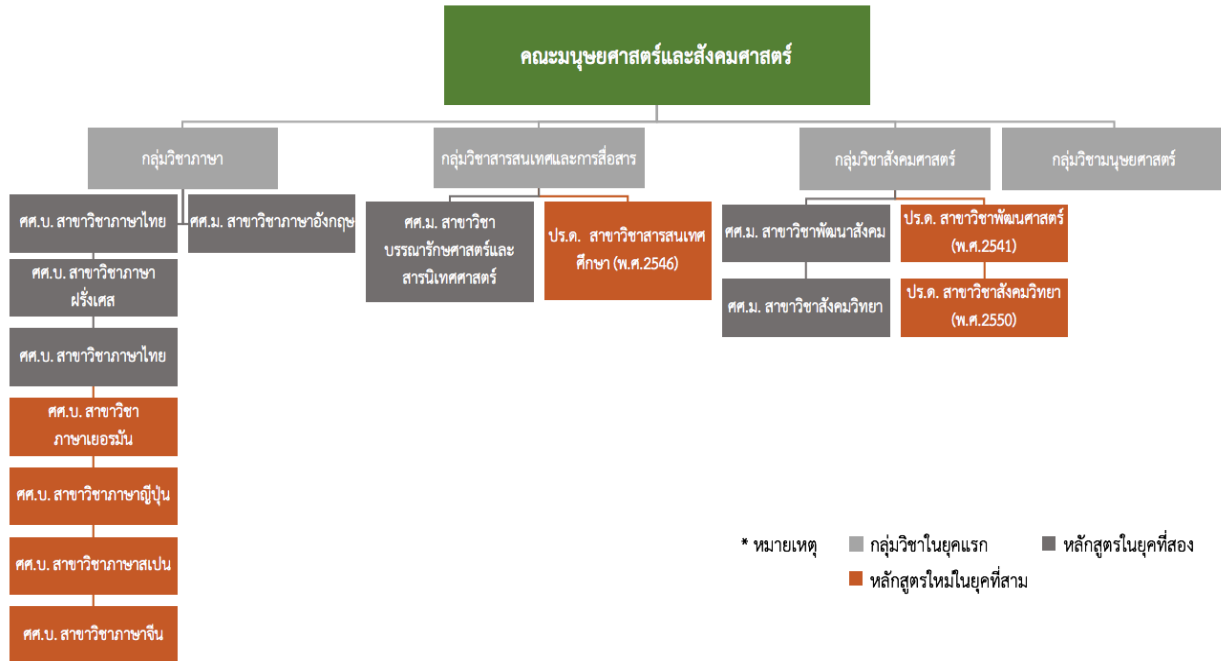 คณะมนุษยศาสตร์และสังคมศาสตร์
กลุ่มวิชาภาษา
กลุ่มวิชาสารสนเทศและการสื่อสาร
กลุ่มวิชาสังคมศาสตร์
กลุ่มวิชามนุษยศาสตร์
ศศ.บ. สาขาวิชาภาษาไทย
ศศ.ม. สาขาวิชาภาษาอังกฤษ
ศศ.บ. สาขาวิชาภาษา
ฝรั่งเศส
ศศ.บ. สาขาวิชาภาษาไทย
ศศ.บ. สาขาวิชา
ภาษาเยอรมัน
ศศ.บ. สาขาวิชาภาษาญี่ปุ่น
ศศ.บ. สาขาวิชาภาษาสเปน
ศศ.บ. สาขาวิชาภาษาจีน
ศศ.ม. สาขาวิชา
บรรณารักษศาสตร์และ
สารนิเทศศาสตร์
ปร.ด. สาขาวิชาสารสนเทศ
ศึกษา (พ.ศ.2546)
ศศ.ม. สาขาวิชาพัฒนาสังคม
ปร.ด. สาขาวิชาพัฒนศาสตร์
(พ.ศ.2541)
ศศ.ม. สาขาวิชาสังคมวิทยา
ปร.ด. สาขาวิชาสังคมวิทยา
(พ.ศ.2550)
* หมายเหตุ
กลุ่มวิชาในยุคแรก
หลักสูตรในยุคที่สอง
หลักสูตรใหม่ในยุคที่สาม